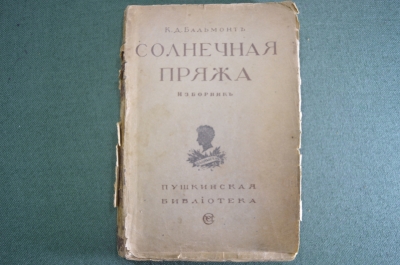 К. Д. БАЛЬМОНТЪ
СОЛНЕЧНАЯ
ПРЯЖА
ИЗБОРНИКЪ
ПУШКИНСКАЯ
БИБЛIОТЕКА